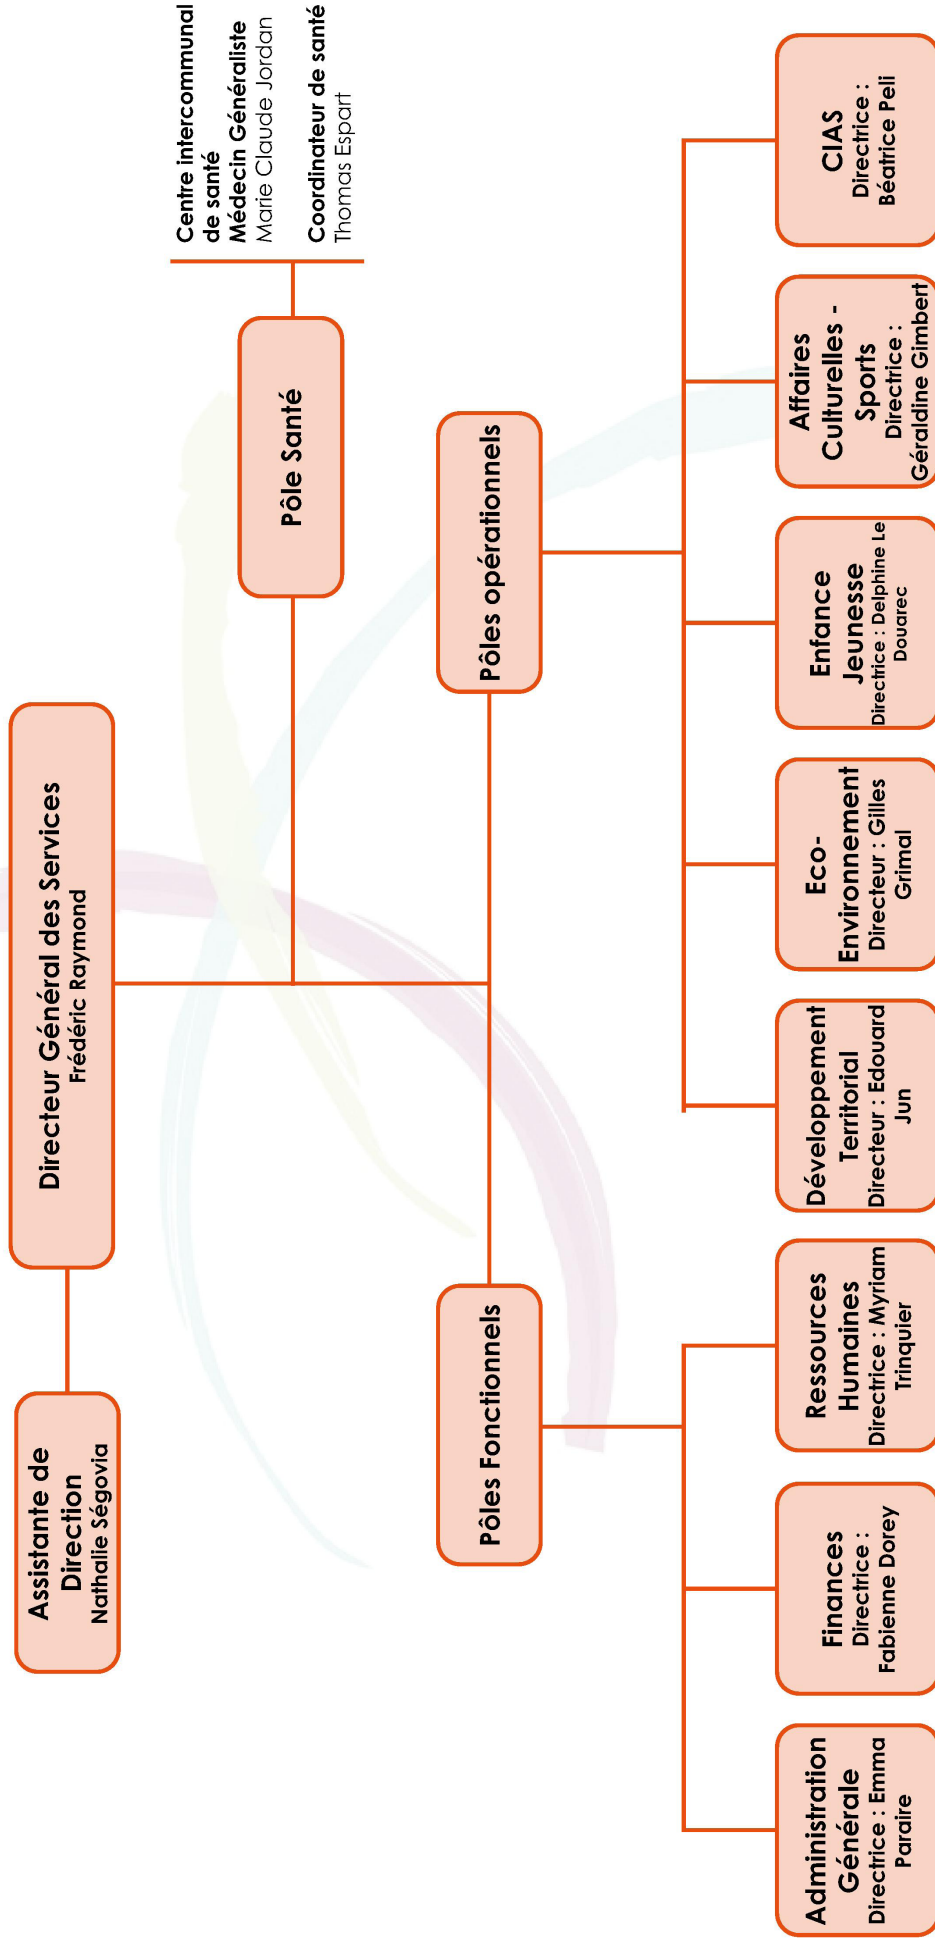 Assistante de
Direction
Nathalie Ségovia
Directeur Général des Services
Frédéric Raymond
Pôle Santé
Centre intercommunal
de santé
Médecin Généraliste
Marie Claude Jordan
Coordinateur de santé
Thomas Espart
Pôles Fonctionnels
Pôles opérationnels
Administration
Générale
Directrice : Emma
Paraire
Finances
Directrice :
Fabienne Dorey
Ressources
Humaines
Directrice : Myriam
Trinquier
Développement
Territorial
Directeur : Edouard
Jun
Eco-
Environnement
Directeur : Gilles
Grimal
Enfance
Jeunesse
Directrice : Delphine Le
Douarec
Affaires
Culturelles -
Sports
Directrice :
Géraldine Gimbert
CIAS
Directrice :
Béatrice Peli